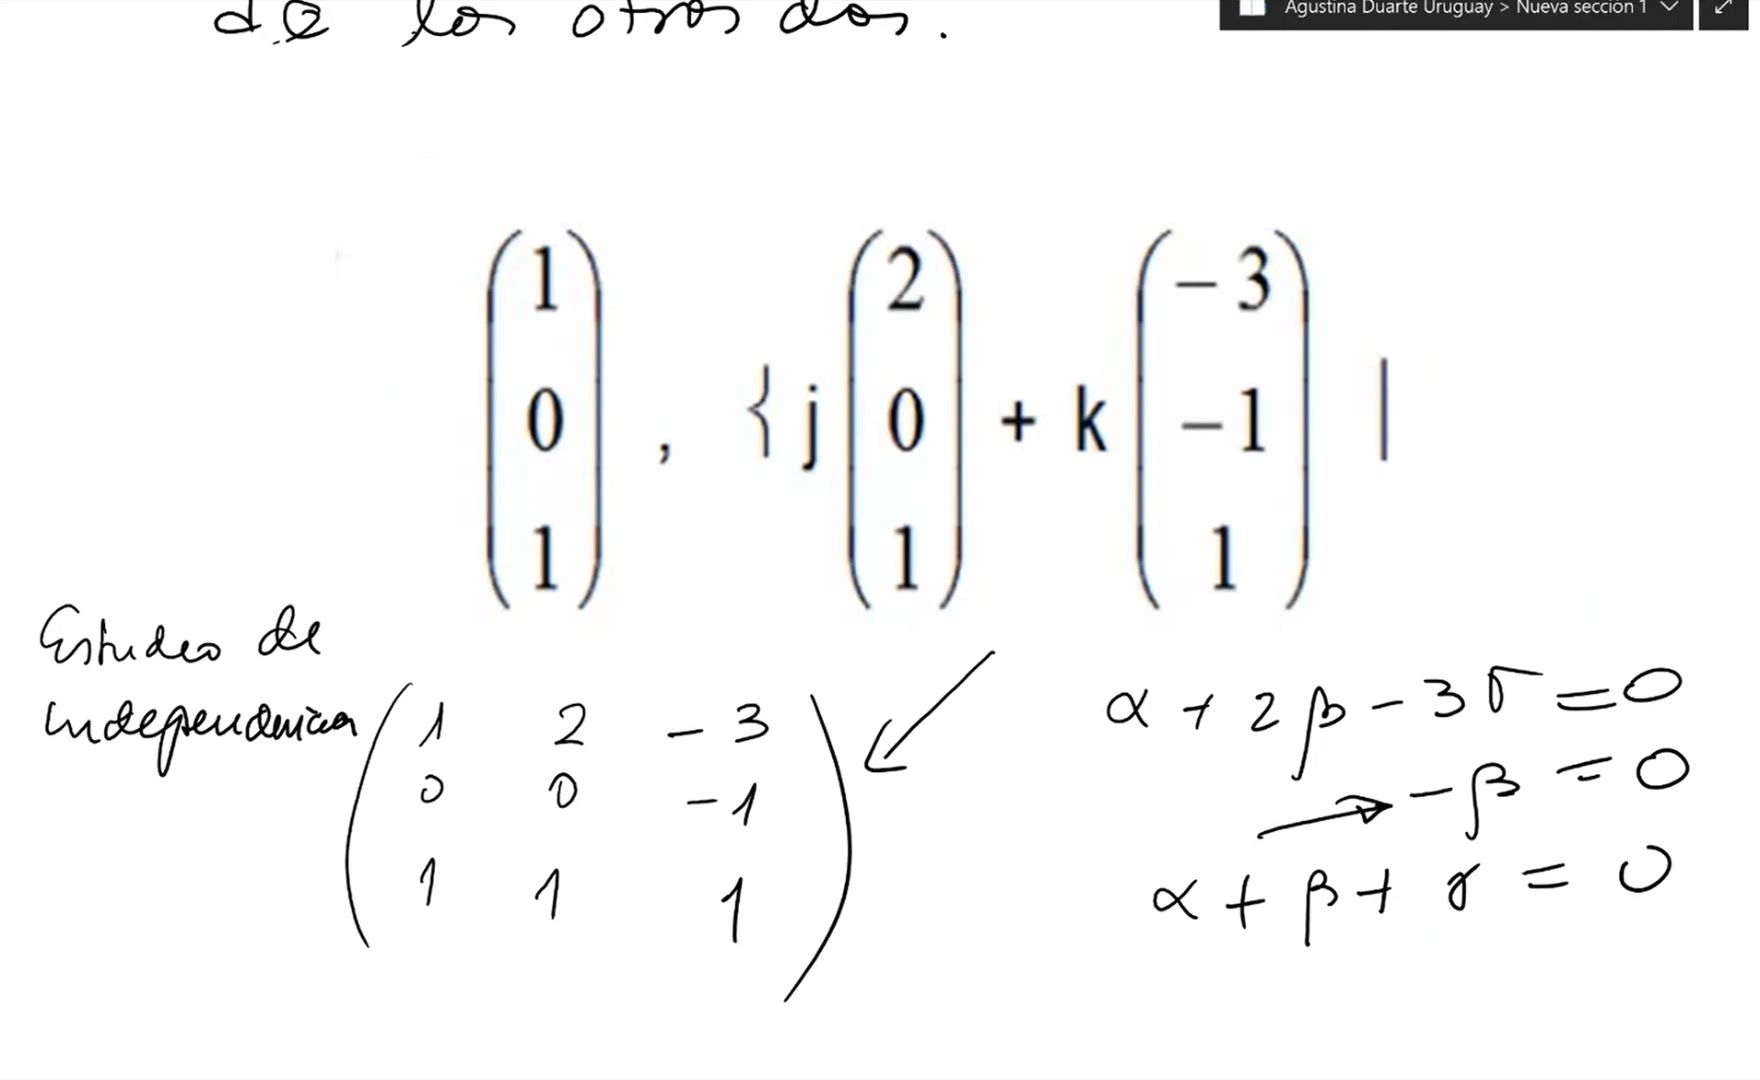 de los otros dos.
Agustina Duarte Uruguay > Nueva sección 1
1 2 -3
0 , { j 0 + k -1 |
1 1 1
Estudeo de
independencia
1 2 -3
0 0 -1
1 1 1
α + 2β - 3γ = 0
-β = 0
α + β + γ = 0